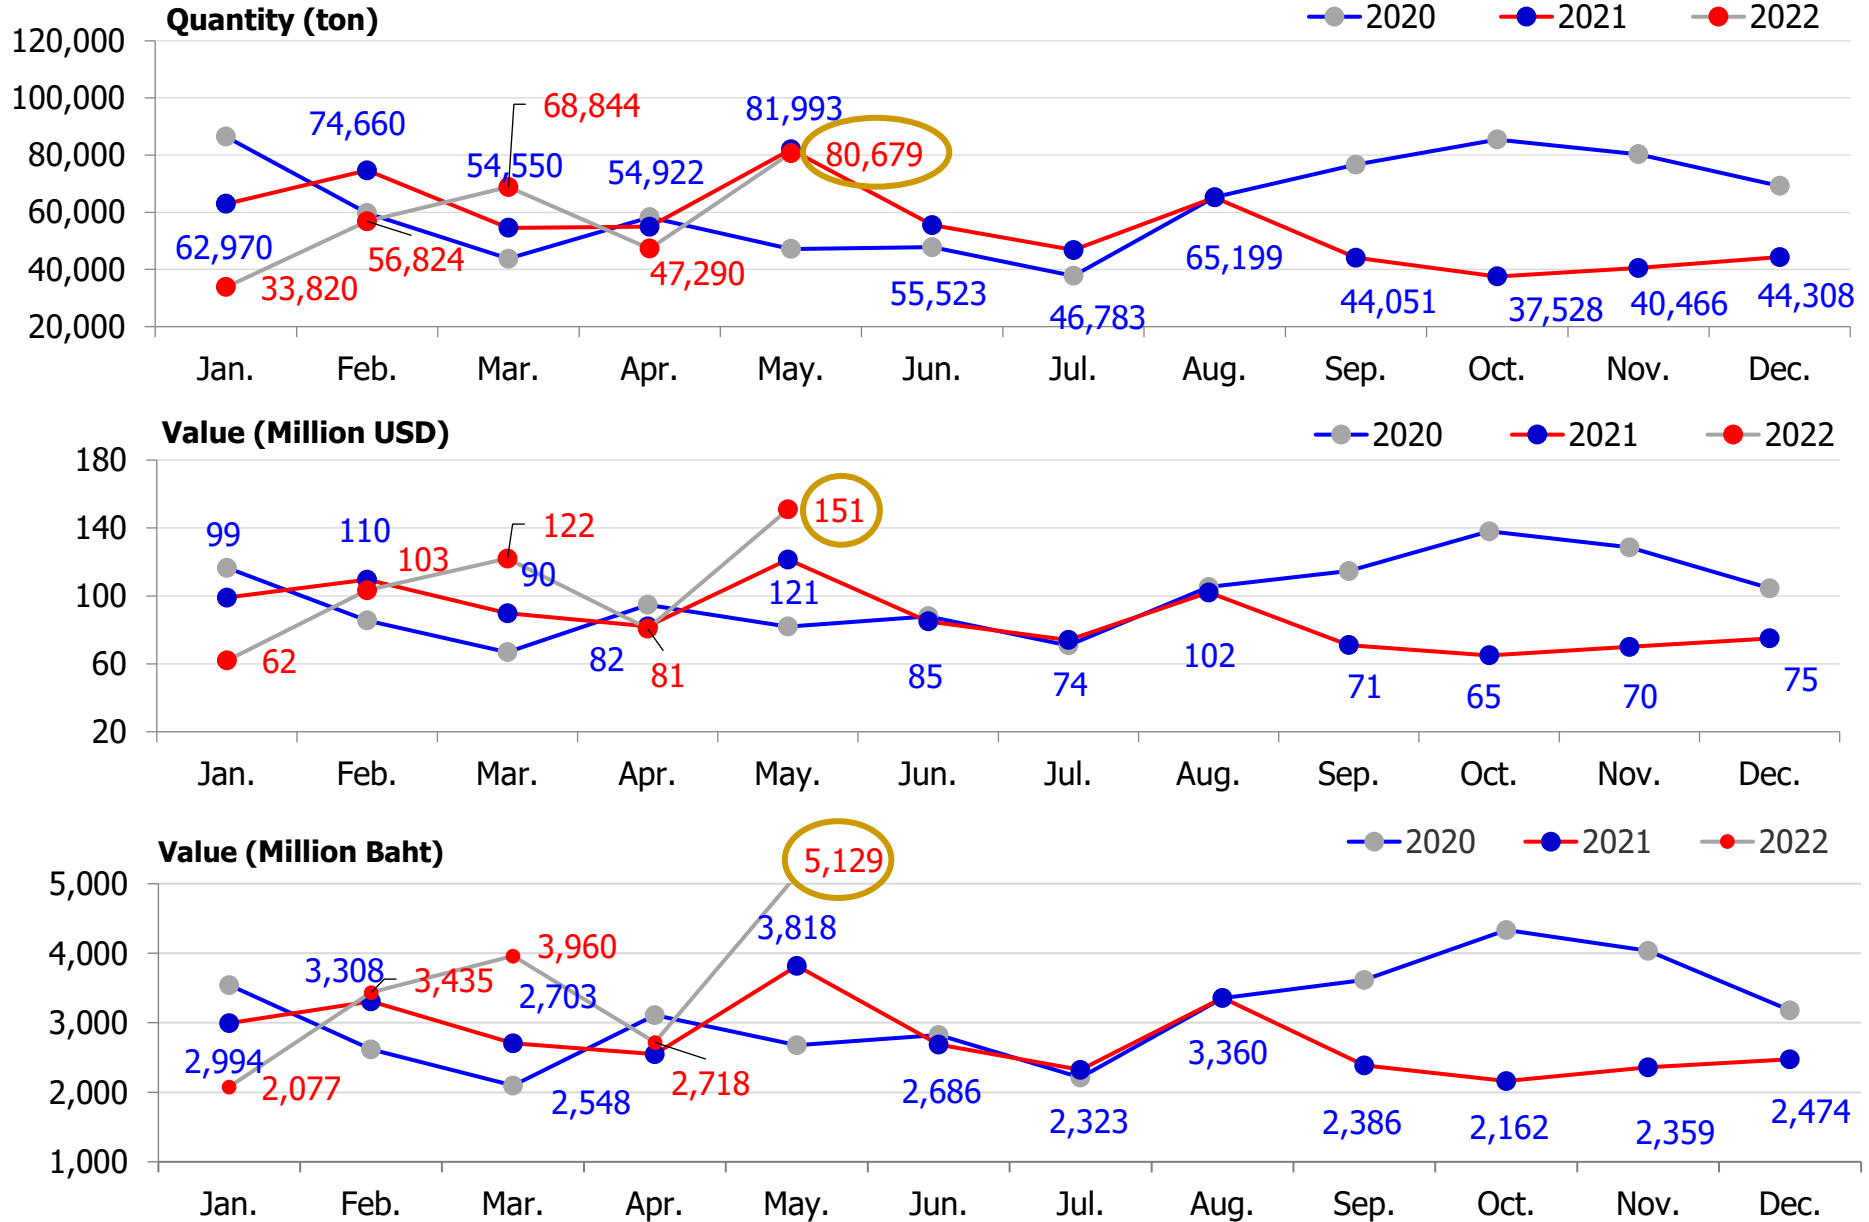 Quantity (ton)
2020 2021 2022
120,000
100,000
80,000
60,000
40,000
20,000
62,970 74,660 54,550 54,922 81,993 55,523 46,783 65,199 44,051 37,528 40,466 44,308
33,820 56,824 68,844 47,290 80,679
Jan. Feb. Mar. Apr. May. Jun. Jul. Aug. Sep. Oct. Nov. Dec.
Value (Million USD)
2020 2021 2022
180
140
100
60
20
99 110 90 82 121 85 74 102 71 65 70 75
62 103 122 81 151
Jan. Feb. Mar. Apr. May. Jun. Jul. Aug. Sep. Oct. Nov. Dec.
Value (Million Baht)
2020 2021 2022
5,000
4,000
3,000
2,000
1,000
2,994 3,308 2,703 2,548 3,818 2,686 2,323 3,360 2,386 2,162 2,359 2,474
2,077 3,435 3,960 2,718 5,129
Jan. Feb. Mar. Apr. May. Jun. Jul. Aug. Sep. Oct. Nov. Dec.